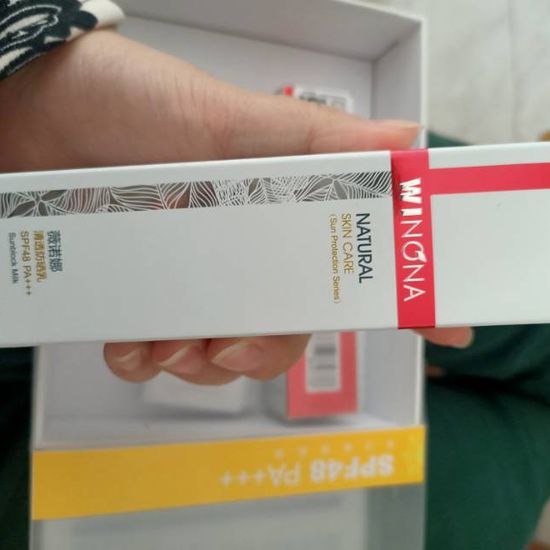 WINONA
NATURAL
SKIN CARE
(Sun Protection Series)
薇诺娜
清透防晒乳
SPF48 PA+++
Sunblock Milk
SPF48 PA+++